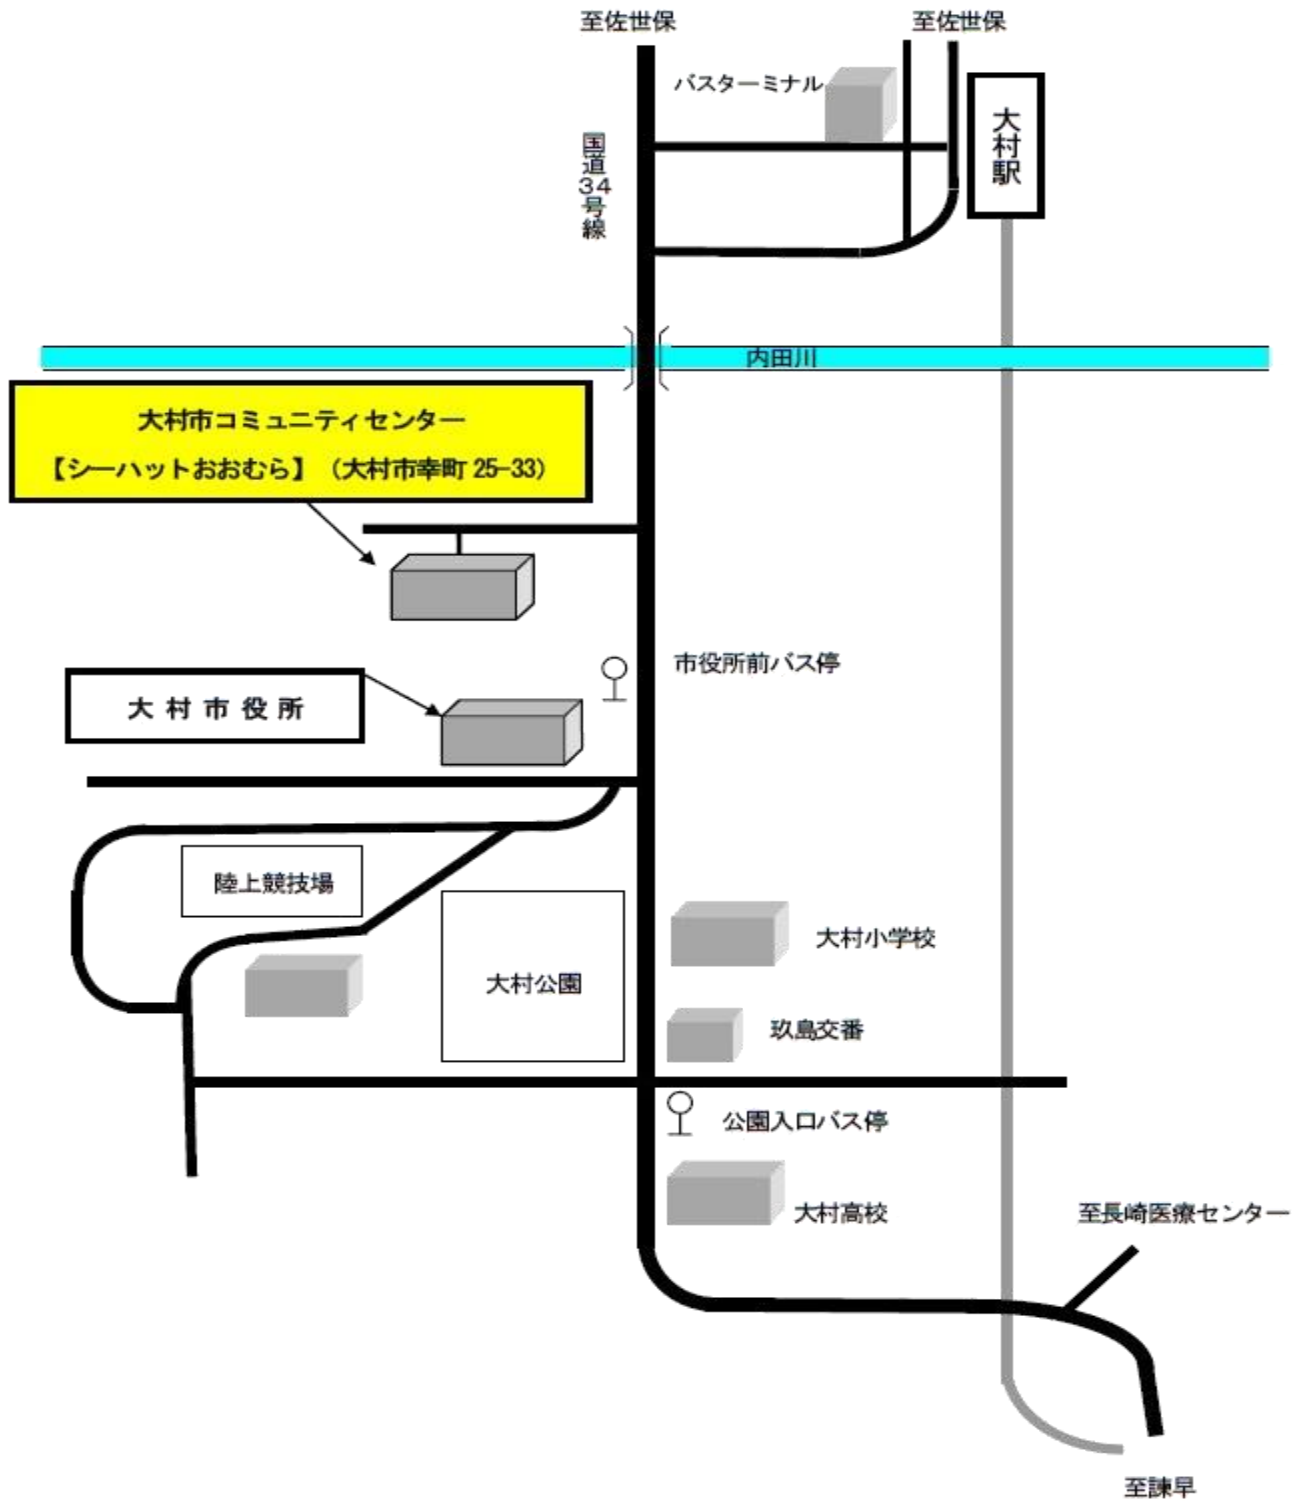 至佐世保
至佐世保
バスターミナル
大村駅
国道34号線
内田川
大村市コミュニティセンター
【シーハットおおむら】（大村市幸町 25-33）
市役所前バス停
大村市役所
陸上競技場
大村小学校
大村公園
玖島交番
公園入口バス停
大村高校
至長崎医療センター
至諫早